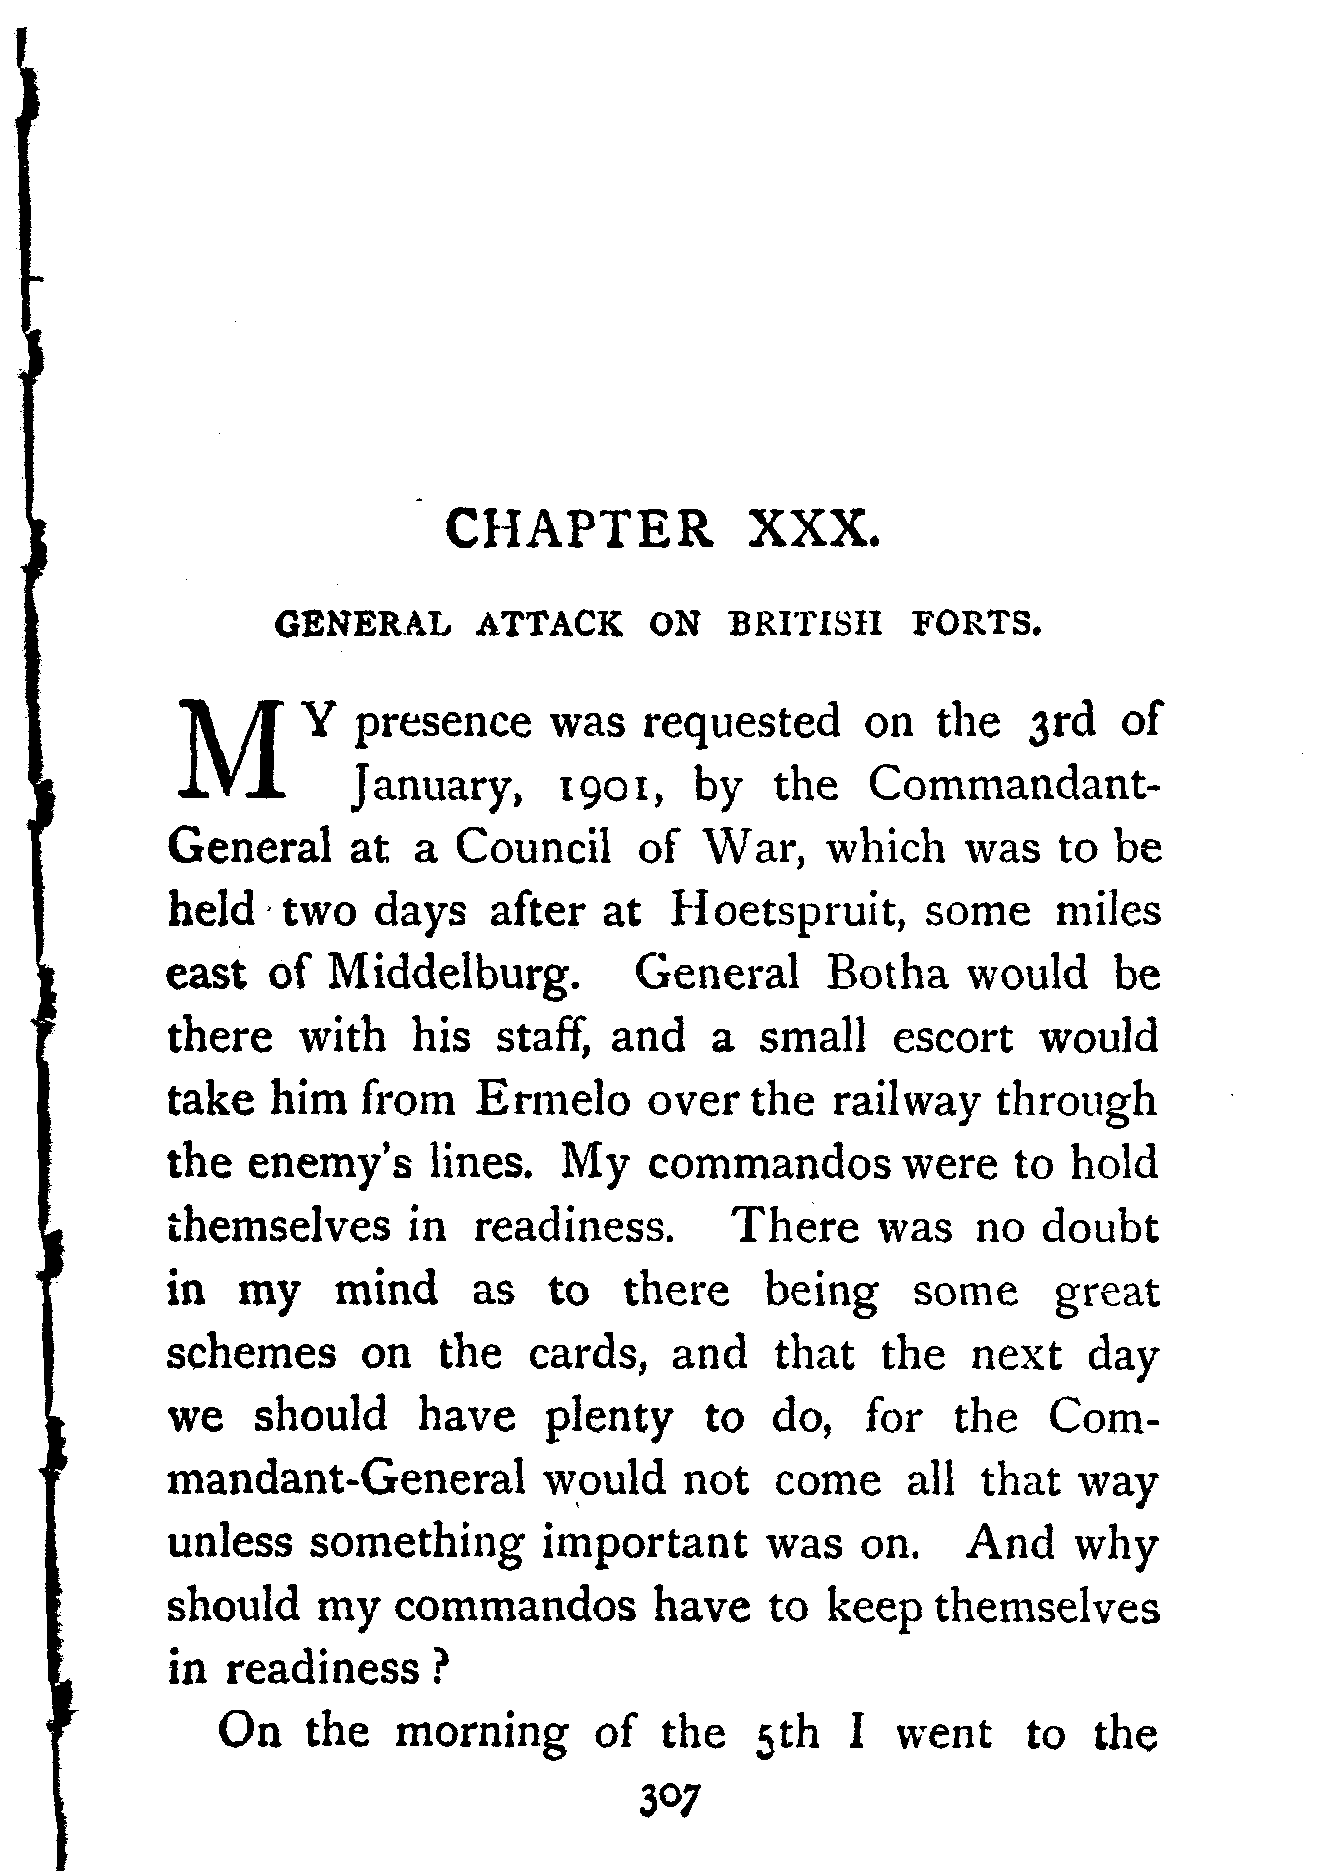 CHAPTER XXX.
GENERAL ATTACK ON BRITISH FORTS.
MY presence was requested on the 3rd of
January, 1901, by the Commandant-
General at a Council of War, which was to be
held two days after at Hoetspruit, some miles
east of Middelburg. General Botha would be
there with his staff, and a small escort would
take him from Ermelo over the railway through
the enemy's lines. My commandos were to hold
themselves in readiness. There was no doubt
in my mind as to there being some great
schemes on the cards, and that the next day
we should have plenty to do, for the Com-
mandant-General would not come all that way
unless something important was on. And why
should my commandos have to keep themselves
in readiness ?
On the morning of the 5th I went to the
307